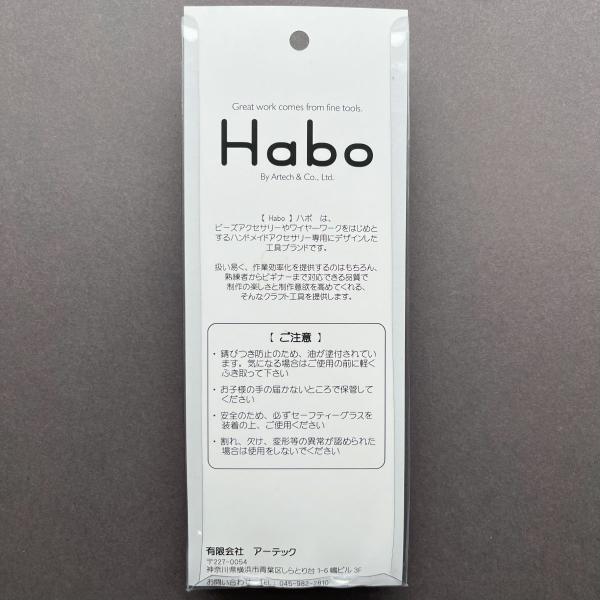 Great work comes from fine tools.
Habo
By Artech & Co., Ltd.
【 Habo 】ハボ は、
ビーズアクセサリーやワイヤーワークをはじめと
するハンドメイドアクセサリー専用にデザインした
工具ブランドです。
扱い易く、作業効率化を提供するのはもちろん、
熟練者からビギナーまで対応できる品質で
制作の楽しさと制作意欲を高めてくれる、
そんなクラフト工具を提供します。
【 ご注意 】
・錆びつき防止のため、油が塗付されてい
ます。気になる場合はご使用の前に軽く
ふき取って下さい
・お子様の手の届かないところで保管して
ください
・安全のため、必ずセーフティーグラスを
装着の上、ご使用ください
・割れ、欠け、変形等の異常が認められた
場合は使用をしないでください
有限会社 アーテック
〒227-0054
神奈川県横浜市青葉区しらとり台1-6 嶋ビル 3F
お問い合わせ TEL: 045-982-2810